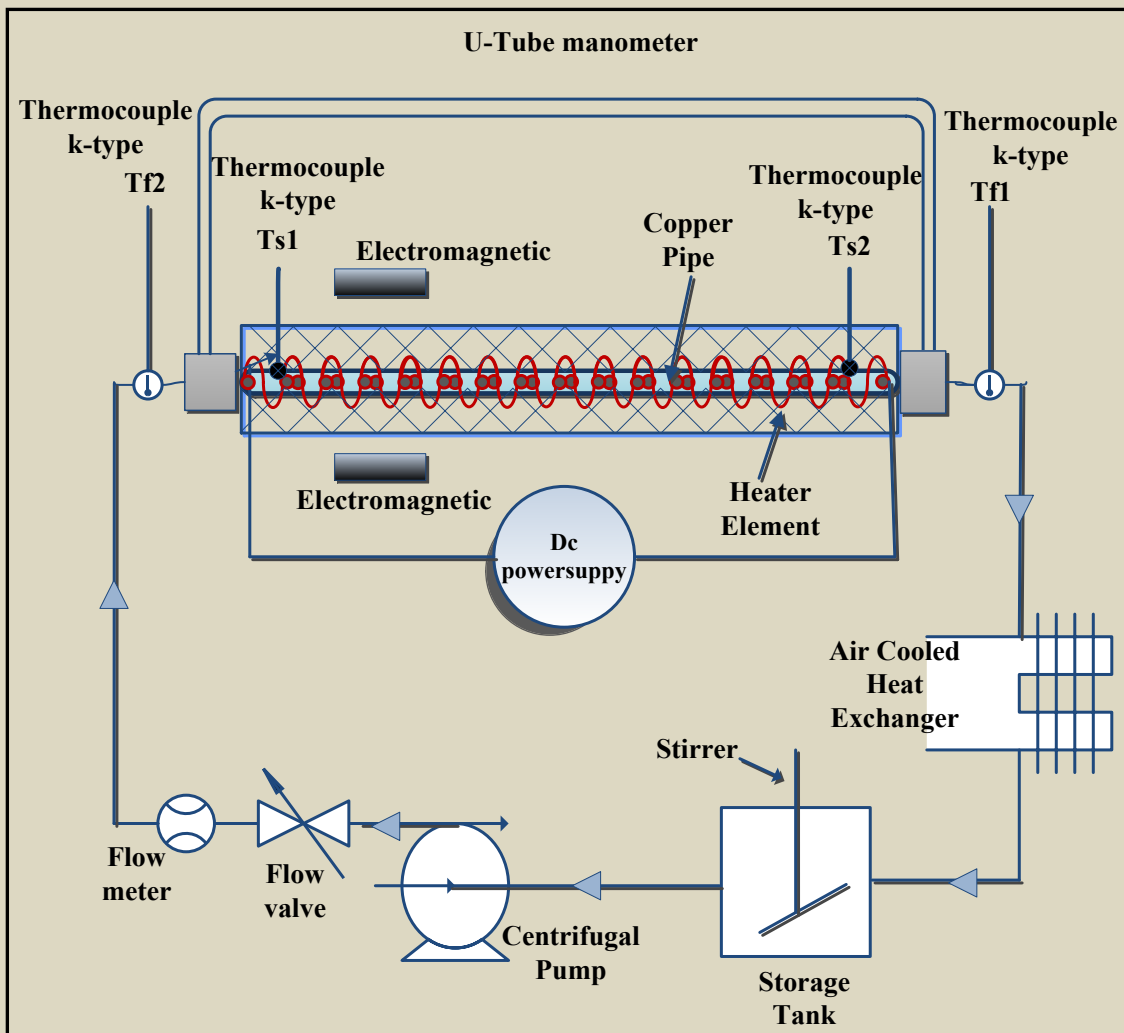 U-Tube manometer
Thermocouple
k-type
Tf2
Thermocouple
k-type
Ts1
Thermocouple
k-type
Ts2
Thermocouple
k-type
Tf1
Electromagnetic
Copper
Pipe
Electromagnetic
Heater
Element
Dc
powersuppy
Air Cooled
Heat
Exchanger
Stirrer
Flow
meter
Flow
valve
Centrifugal
Pump
Storage
Tank